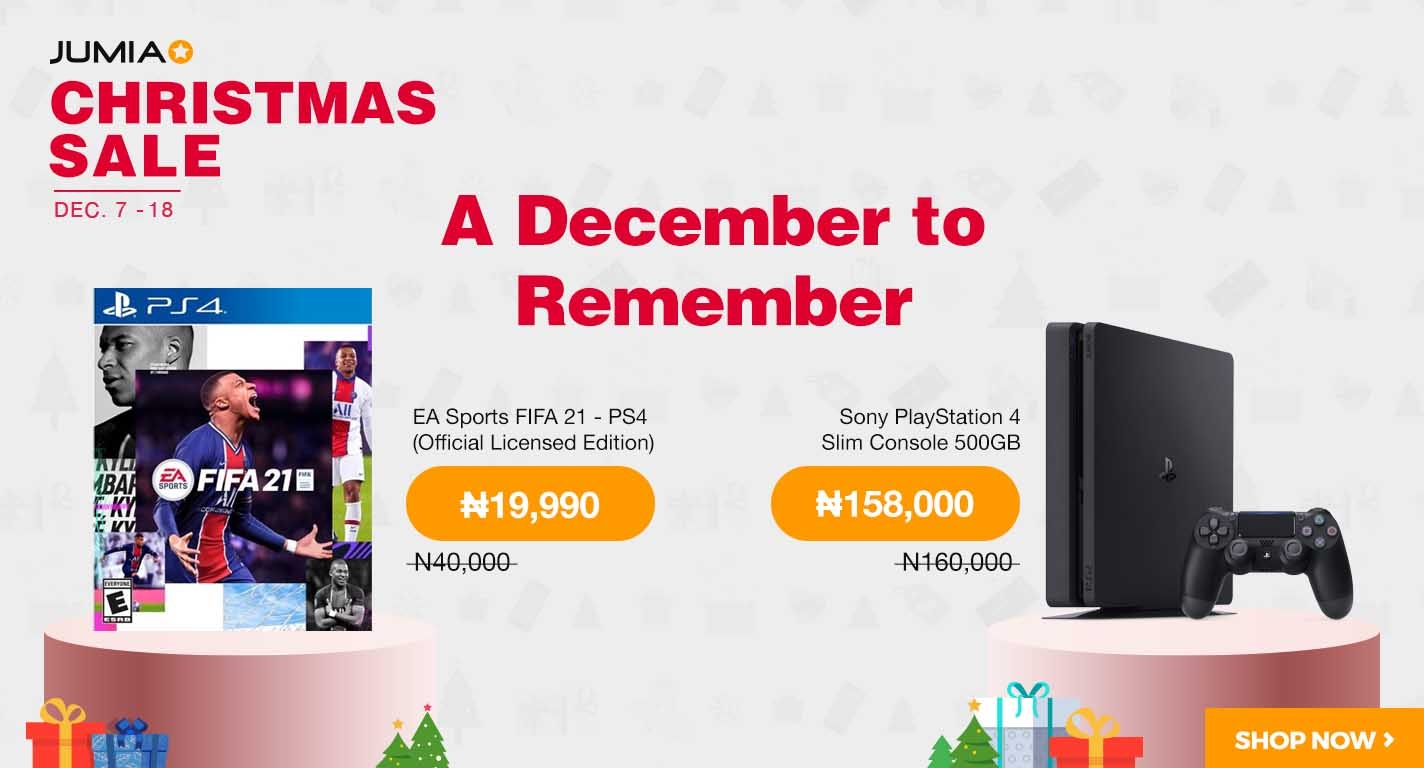 JUMIA
CHRISTMAS
SALE
DEC. 7 - 18
A December to
Remember
PS4
EA SPORTS
FIFA 21
EVERYONE
E
ESRB
EA Sports FIFA 21 - PS4
(Official Licensed Edition)
₦19,990
N40,000
Sony PlayStation 4
Slim Console 500GB
₦158,000
N160,000
SHOP NOW